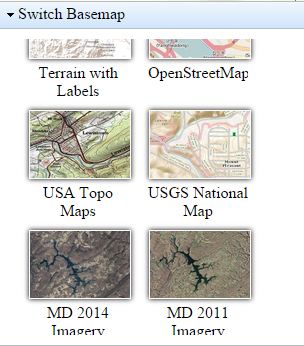 Switch Basemap
Terrain with
Labels
OpenStreetMap
USA Topo
Maps
USGS National
Map
MD 2014
Imagery
MD 2011
Imagery